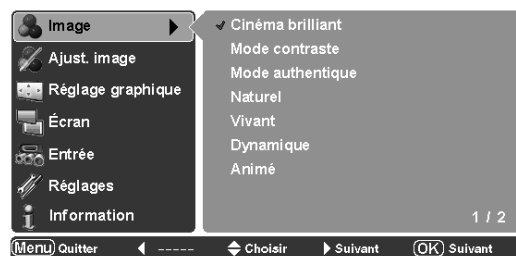 Image
Ajust. image
Réglage graphique
Écran
Entrée
Réglages
Information
Cinéma brilliant
Mode contraste
Mode authentique
Naturel
Vivant
Dynamique
Animé
1 / 2
Menu Quitter ----- Choisir Suivant OK Suivant